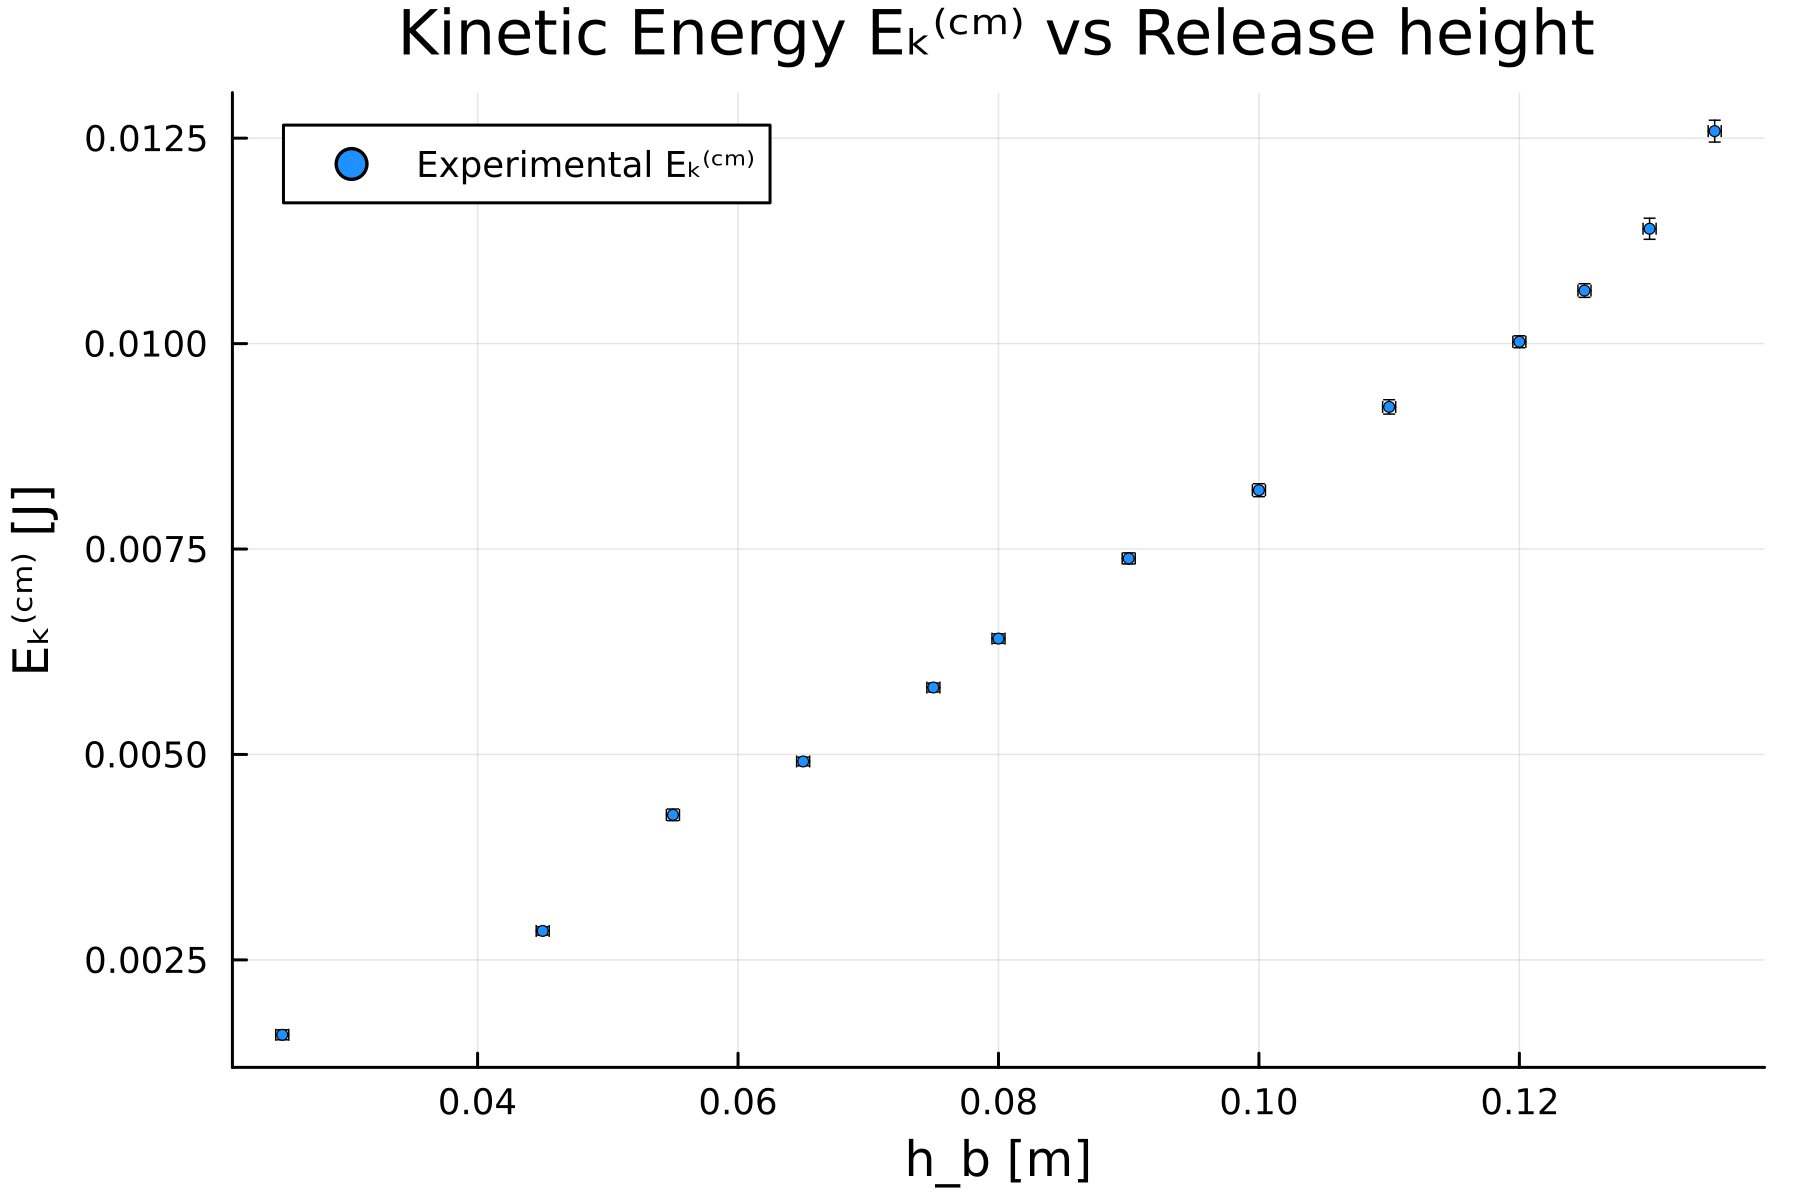 Kinetic Energy Eₖ⁽ᶜᵐ⁾ vs Release height
Experimental Eₖ⁽ᶜᵐ⁾
0.0125
0.0100
0.0075
0.0050
0.0025
Eₖ⁽ᶜᵐ⁾ [J]
0.04 0.06 0.08 0.10 0.12
h_b [m]